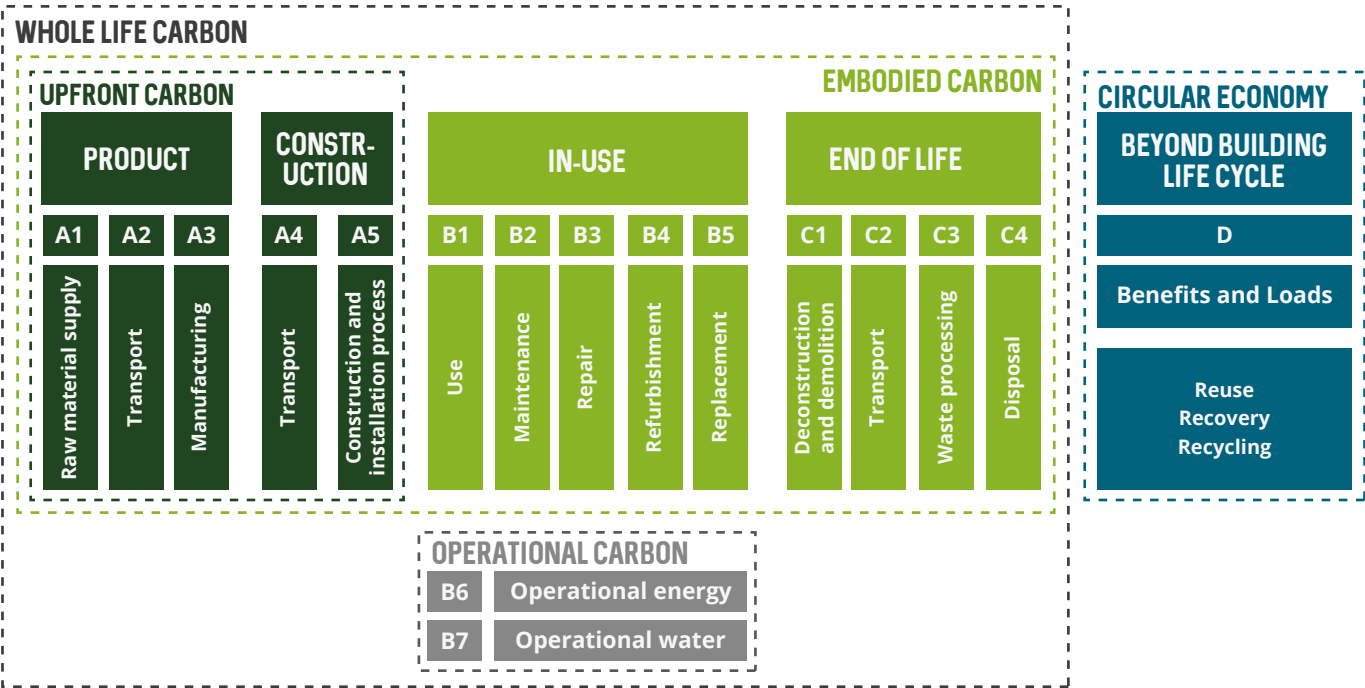 WHOLE LIFE CARBON
UPFRONT CARBON
EMBODIED CARBON
CIRCULAR ECONOMY
PRODUCT
CONSTR-
UCTION
IN-USE
END OF LIFE
BEYOND BUILDING
LIFE CYCLE
A1
A2
A3
A4
A5
B1
B2
B3
B4
B5
C1
C2
C3
C4
D
Raw material supply
Transport
Manufacturing
Transport
Construction and
installation process
Use
Maintenance
Repair
Refurbishment
Replacement
Deconstruction
and demolition
Transport
Waste processing
Disposal
Benefits and Loads
Reuse
Recovery
Recycling
OPERATIONAL CARBON
B6
Operational energy
B7
Operational water